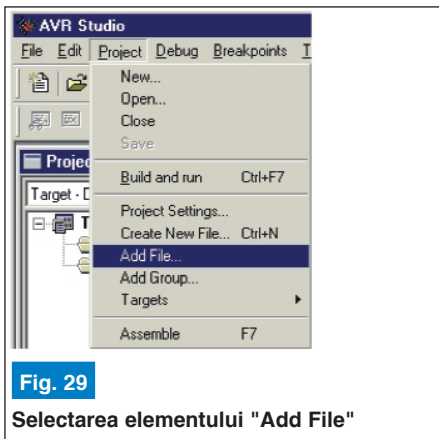 AVR Studio
File Edit Project Debug Breakpoints T
New...
Open...
Close
Save
Projec
Build and run Ctrl+F7
Target - D
Project Settings...
T
Create New File... Ctrl+N
Add File...
Add Group...
Targets
Assemble F7
Fig. 29
Selectarea elementului "Add File"